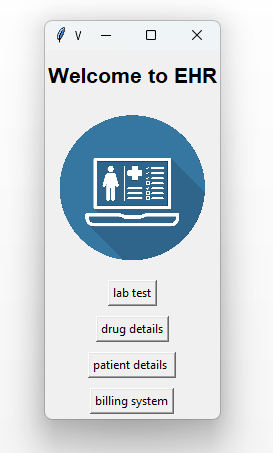 V
Welcome to EHR
lab test
drug details
patient details
billing system